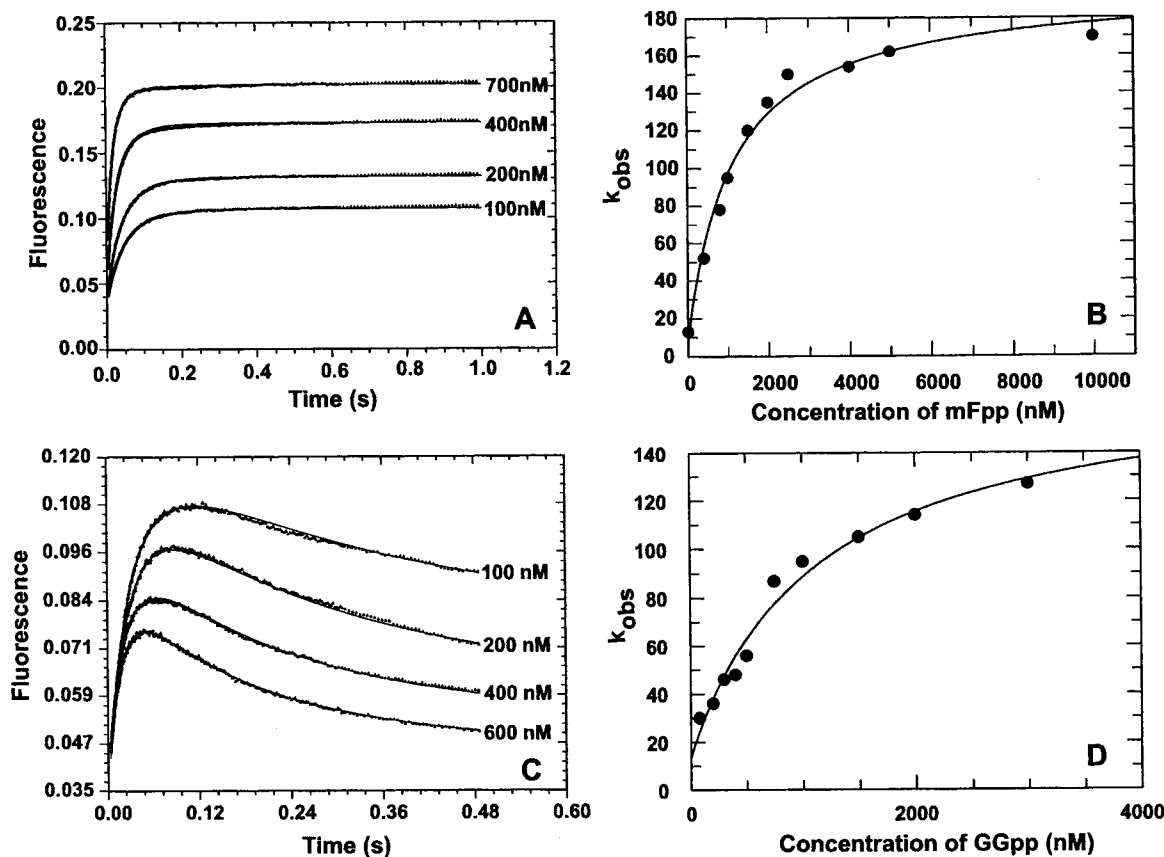 0.25
0.20
0.15
0.10
0.05
0.00
Fluorescence
700nM
400nM
200nM
100nM
A
0.0 0.2 0.4 0.6 0.8 1.0 1.2
Time (s)
180
160
140
120
100
80
60
40
20
0
kobs
B
0 2000 4000 6000 8000 10000
Concentration of mFpp (nM)
0.120
0.108
0.096
0.084
0.071
0.059
0.047
0.035
Fluorescence
100 nM
200 nM
400 nM
600 nM
C
0.00 0.12 0.24 0.36 0.48 0.60
Time (s)
140
120
100
80
60
40
20
0
kobs
D
0 2000 4000
Concentration of GGpp (nM)